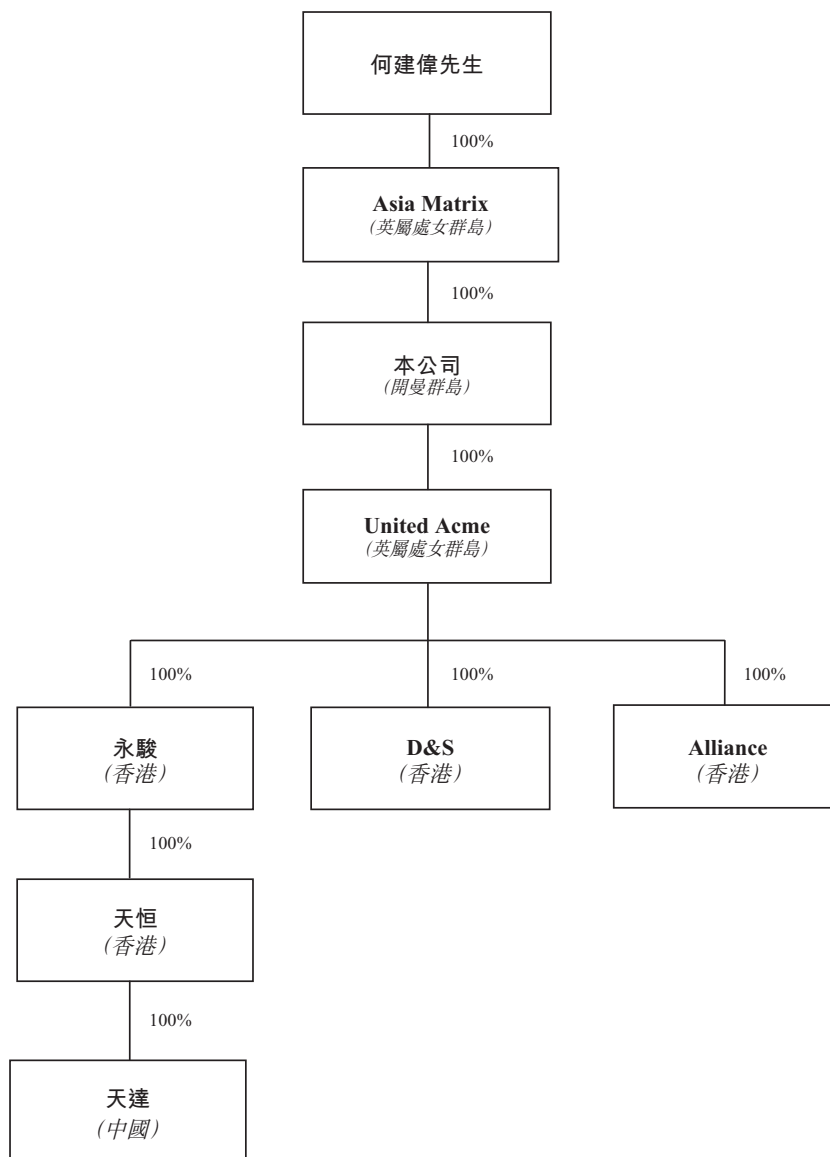 何建偉先生
100%
Asia Matrix
(英屬處女群島)
100%
本公司
(開曼群島)
100%
United Acme
(英屬處女群島)
100%
100%
100%
永駿
(香港)
D&S
(香港)
Alliance
(香港)
100%
天恒
(香港)
100%
天達
(中國)